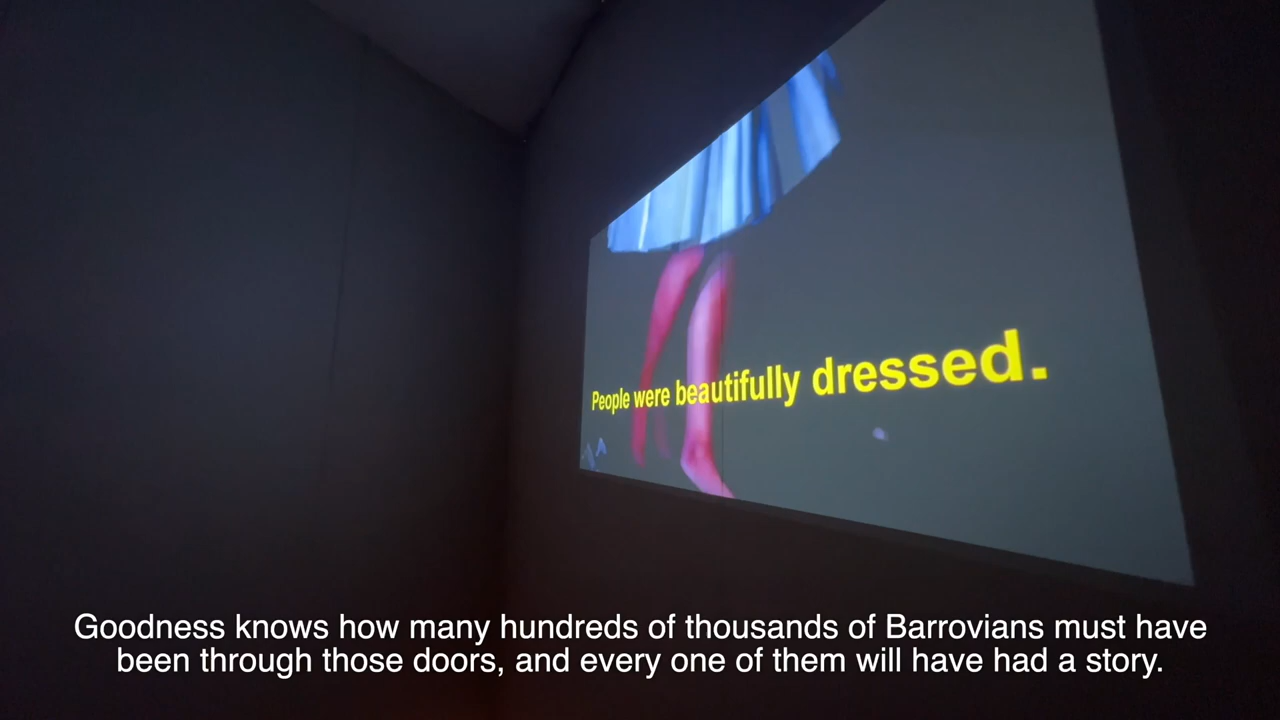 People were beautifully dressed.
Goodness knows how many hundreds of thousands of Barrovians must have
been through those doors, and every one of them will have had a story.